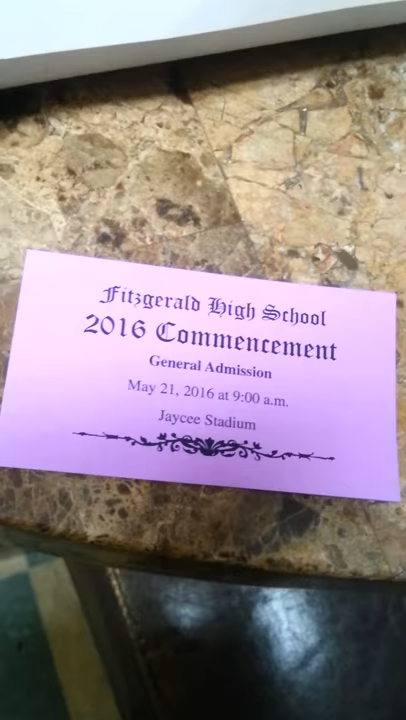 Fitzgerald High School
2016 Commencement
General Admission
May 21, 2016 at 9:00 a.m.
Jaycee Stadium